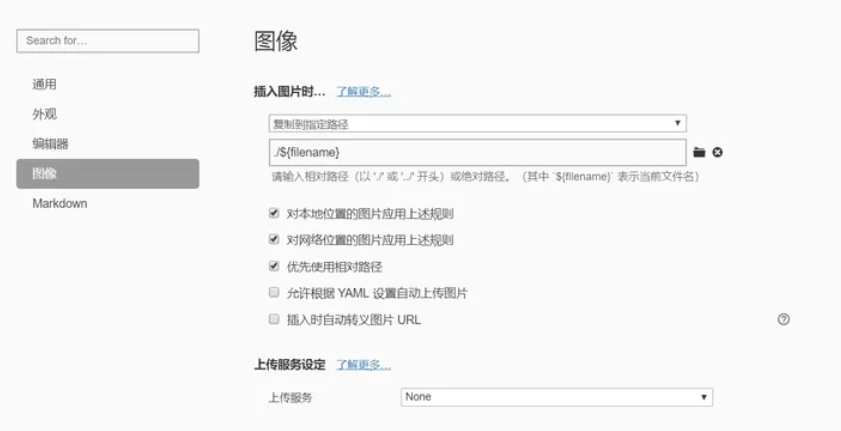 Search for...
通用
外观
编辑器
图像
Markdown
图像
插入图片时... 了解更多...
复制到指定路径
./${filename}
请输入相对路径（以 './' 或 '../' 开头）或绝对路径。（其中 `${filename}` 表示当前文件名）
对本地位置的图片应用上述规则
对网络位置的图片应用上述规则
优先使用相对路径
允许根据 YAML 设置自动上传图片
插入时自动转义图片 URL
上传服务设定 了解更多...
上传服务 None